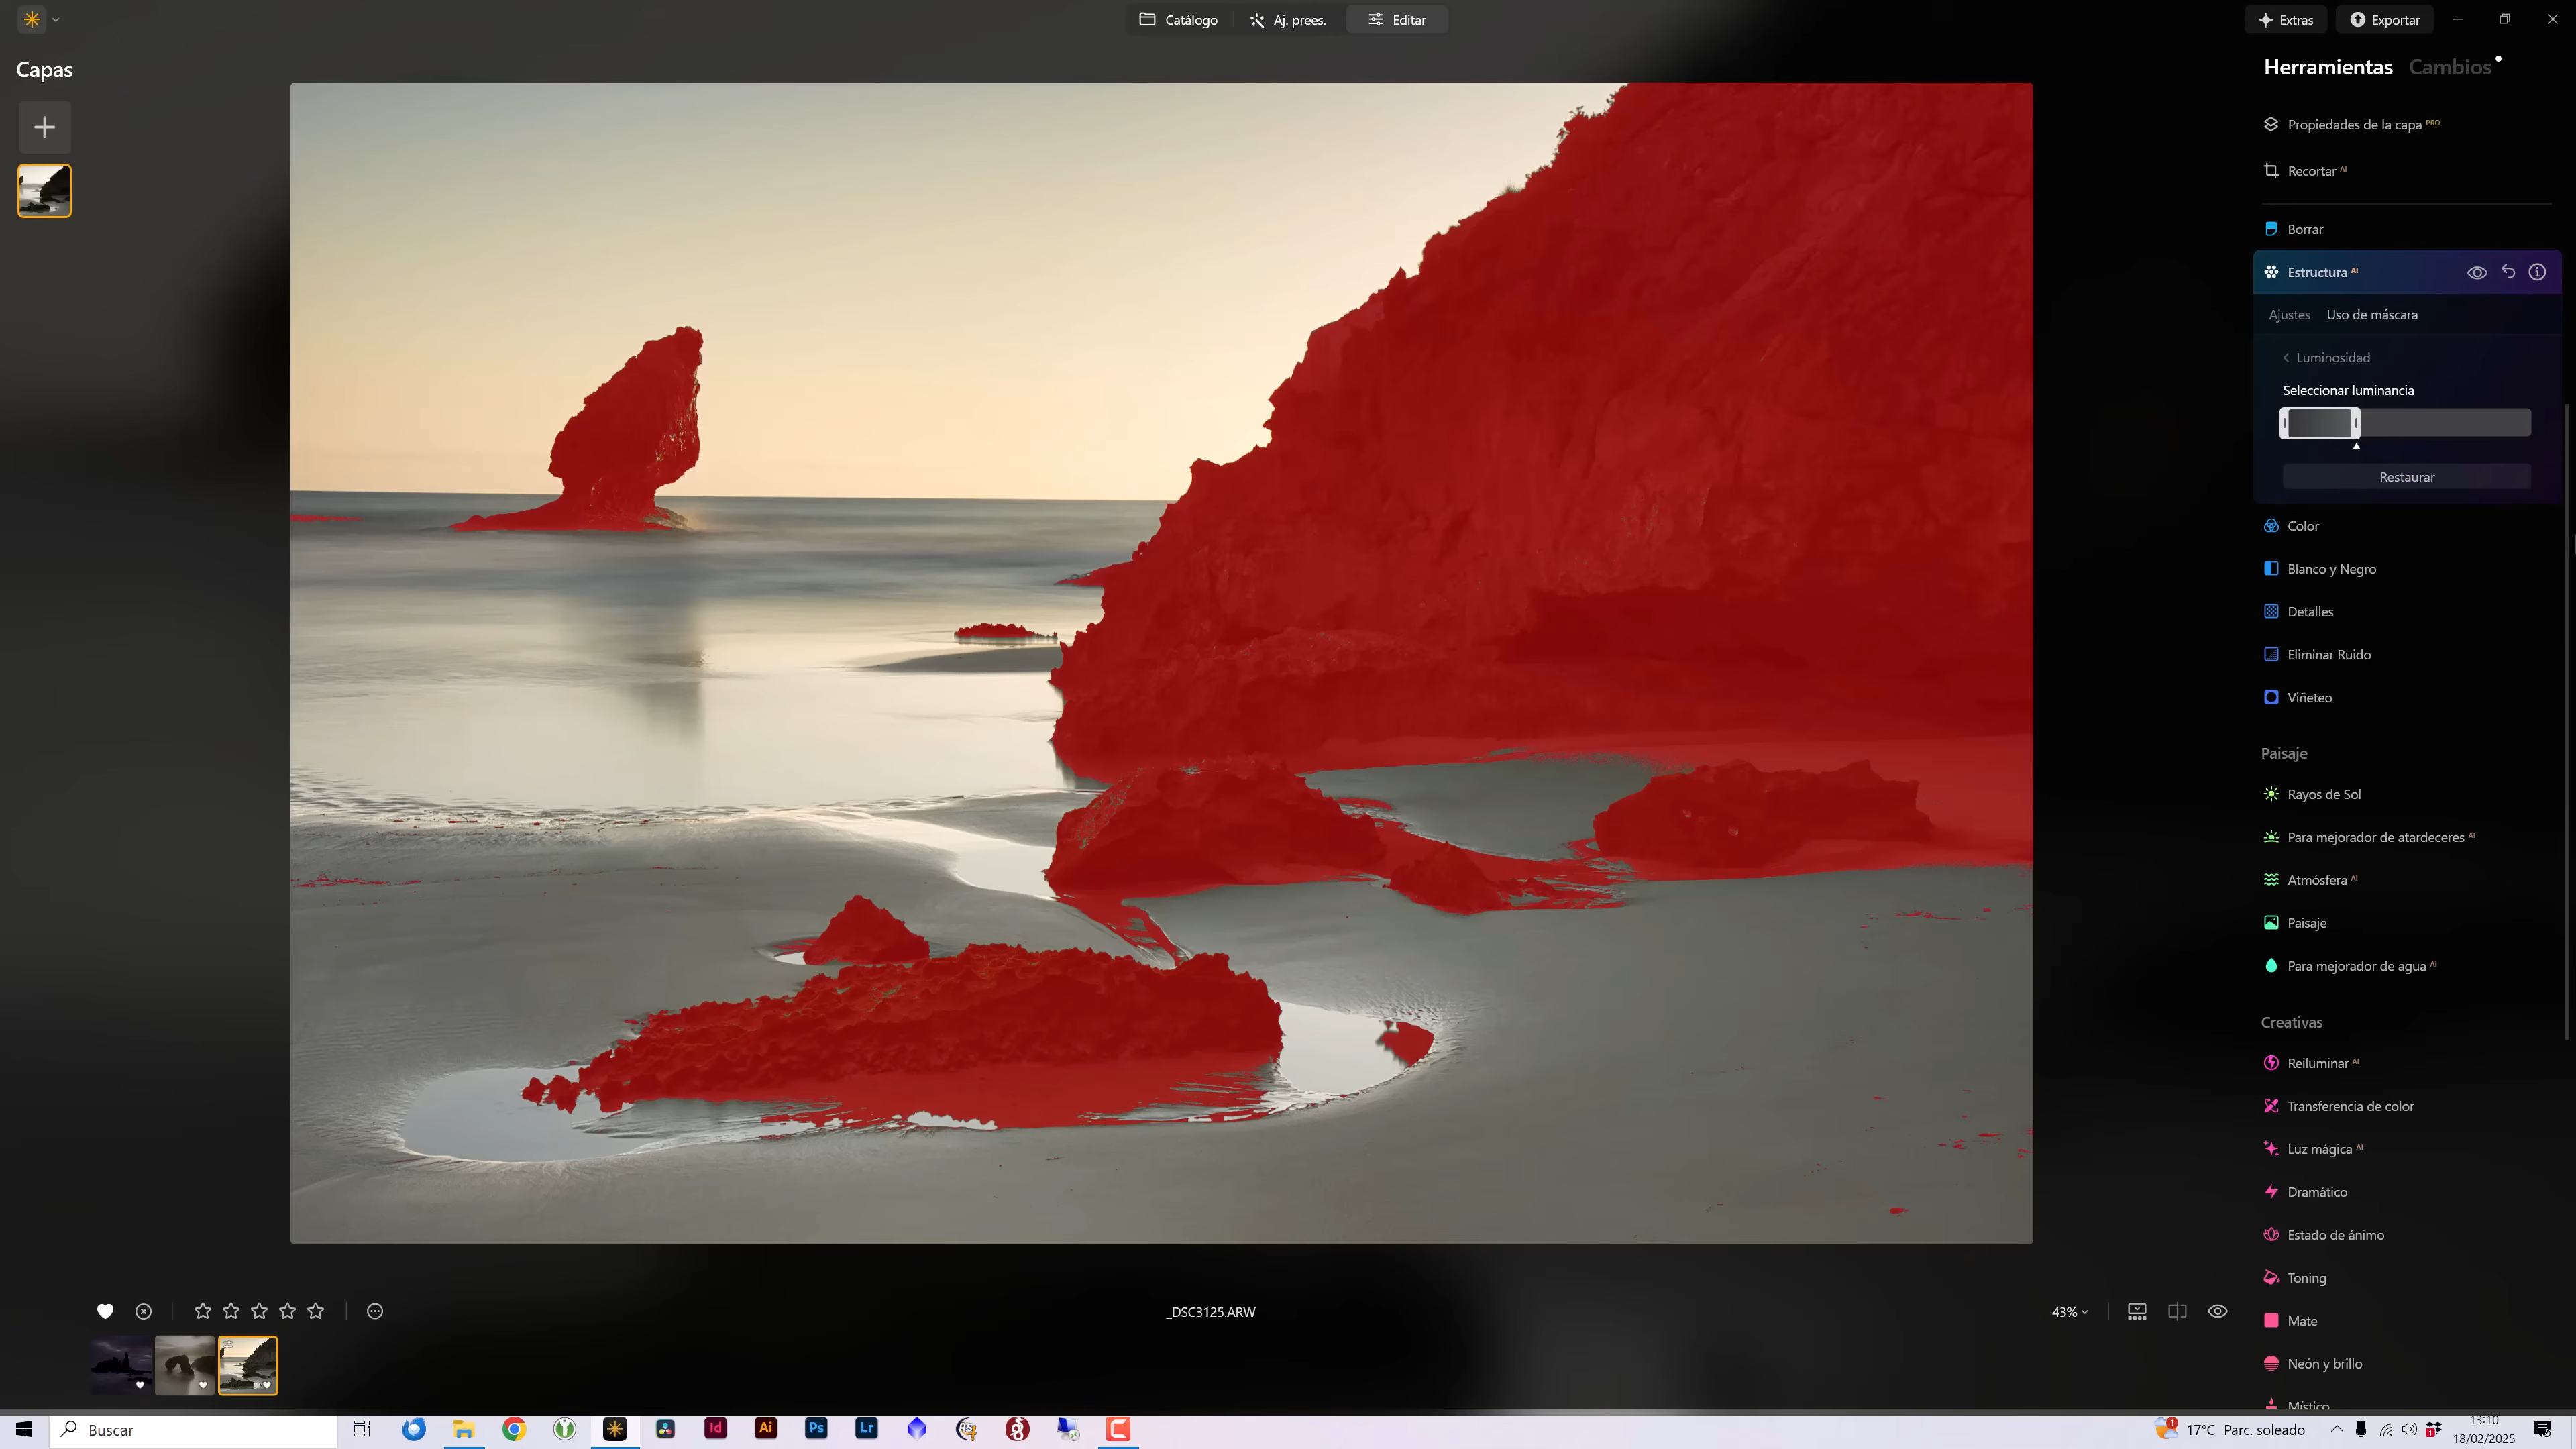 Catálogo
Aj. prees.
Editar
Extras
Exportar
Capas
Herramientas
Cambios
Propiedades de la capa PRO
Recortar AI
Borrar
Estructura AI
Ajustes
Uso de máscara
Luminosidad
Seleccionar luminancia
Restaurar
Color
Blanco y Negro
Detalles
Eliminar Ruido
Viñeteo
Paisaje
Rayos de Sol
Para mejorador de atardeceres AI
Atmósfera AI
Paisaje
Para mejorador de agua AI
Creativas
Reiluminar AI
Transferencia de color
Luz mágica AI
Dramático
Estado de ánimo
Toning
Mate
Neón y brillo
Místico
_DSC3125.ARW
43%
Buscar
Id
Ai
Ps
Lr
1
17°C Parc. soleado
1
13:10
18/02/2025